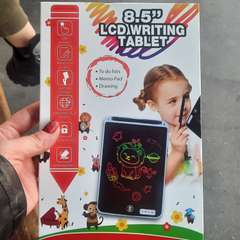 8.5"
LCD WRITING
TABLET
• To do lists
• Memo Pad
• Drawing